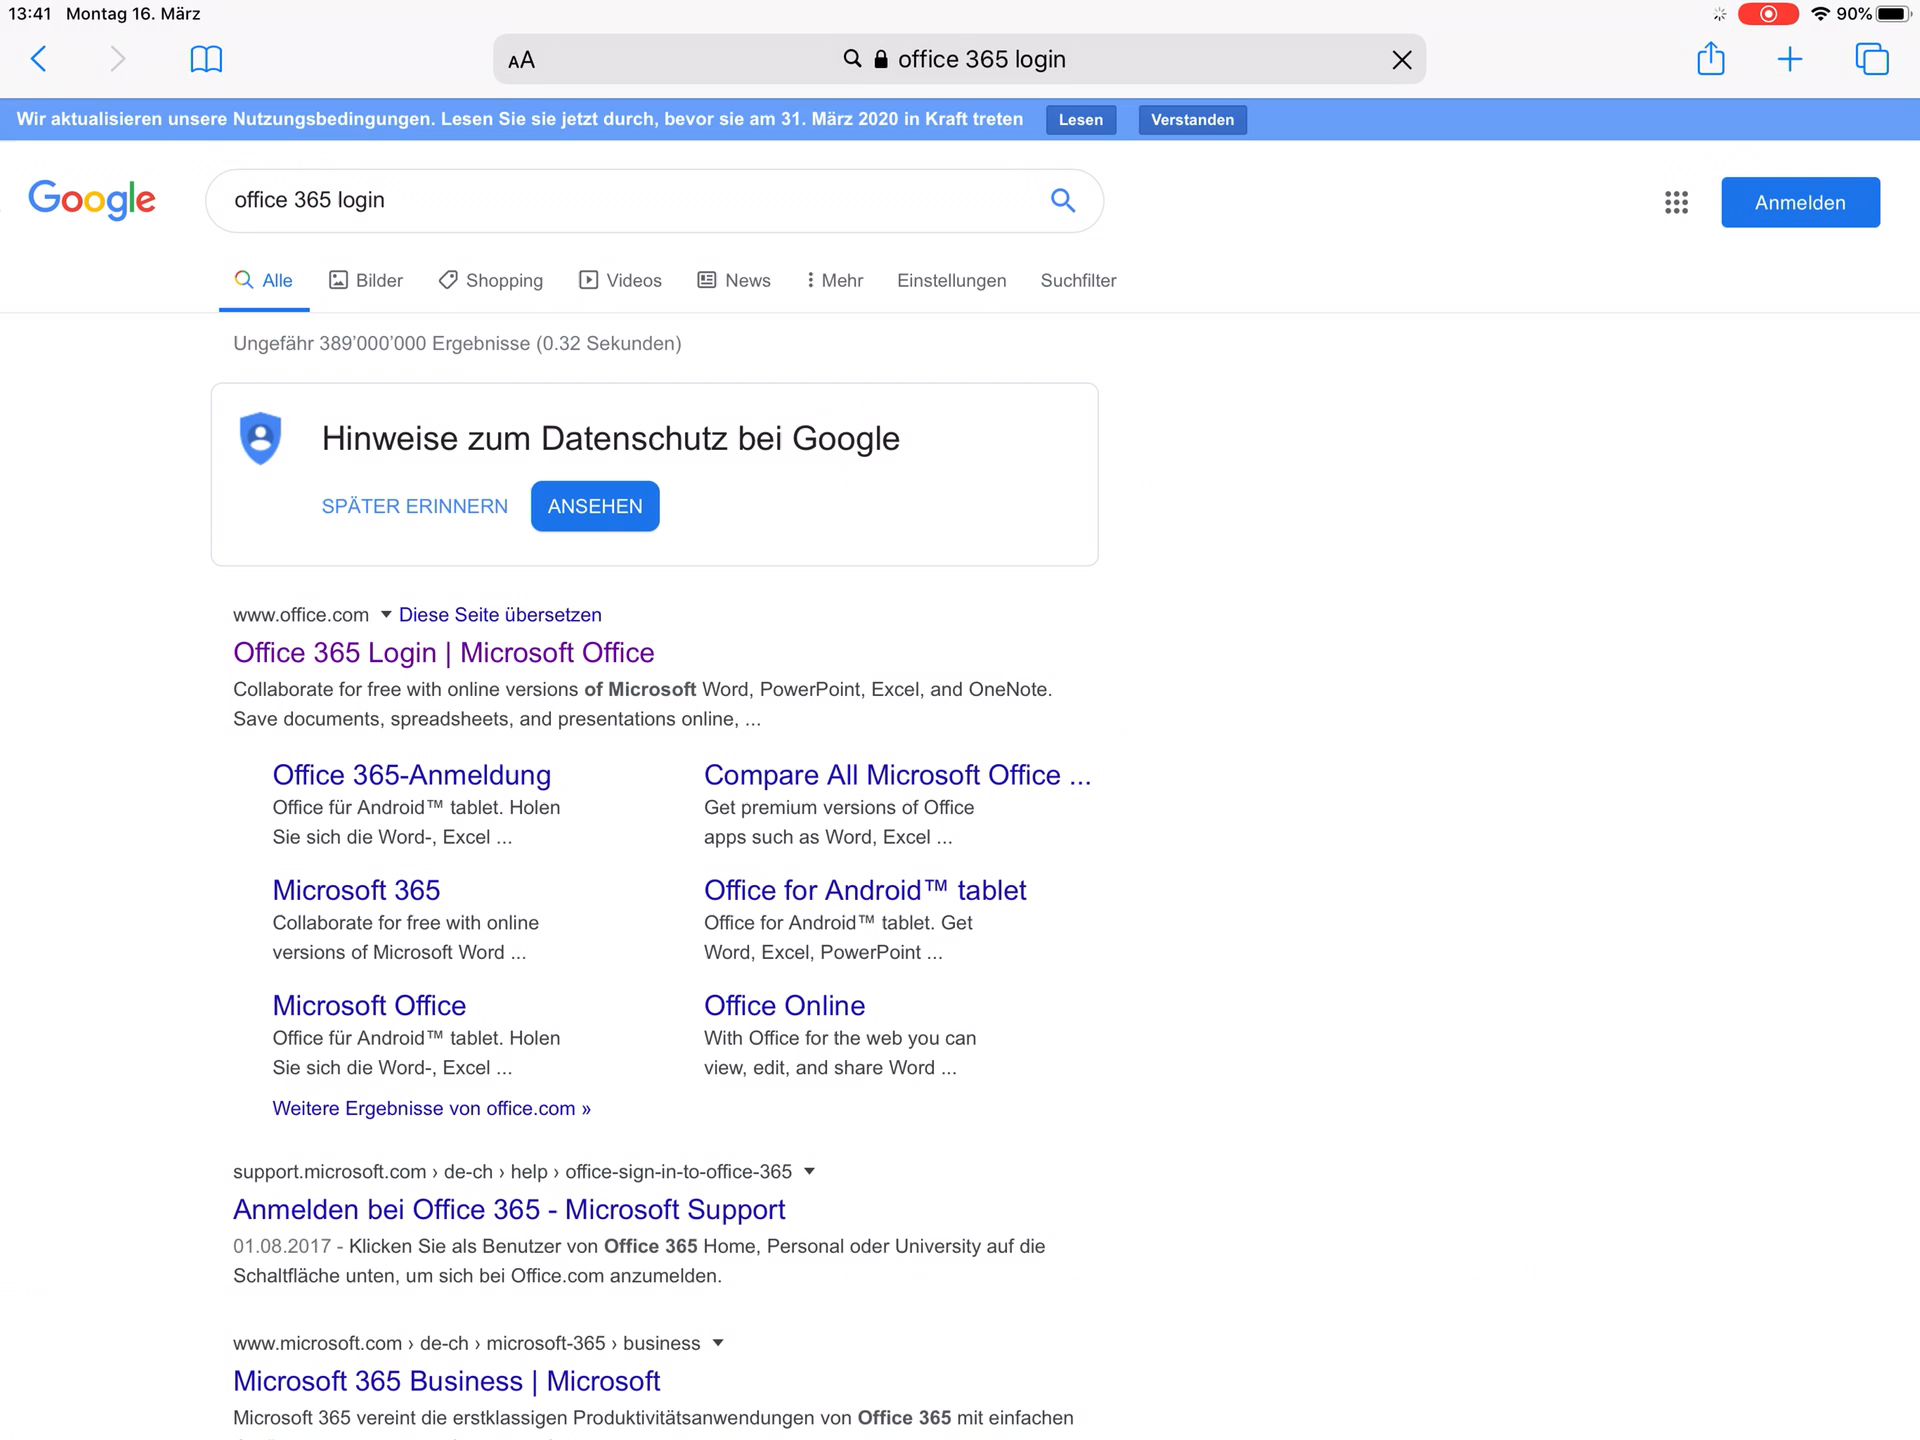 13:41 Montag 16. März 90%
AA office 365 login
Wir aktualisieren unsere Nutzungsbedingungen. Lesen Sie sie jetzt durch, bevor sie am 31. März 2020 in Kraft treten Lesen Verstanden
Google office 365 login Anmelden
Alle Bilder Shopping Videos News Mehr Einstellungen Suchfilter
Ungefähr 389'000'000 Ergebnisse (0.32 Sekunden)
Hinweise zum Datenschutz bei Google
SPÄTER ERINNERN ANSEHEN
www.office.com Diese Seite übersetzen
Office 365 Login | Microsoft Office
Collaborate for free with online versions of Microsoft Word, PowerPoint, Excel, and OneNote.
Save documents, spreadsheets, and presentations online, ...
Office 365-Anmeldung
Office für Android™ tablet. Holen
Sie sich die Word-, Excel ...
Compare All Microsoft Office ...
Get premium versions of Office
apps such as Word, Excel ...
Microsoft 365
Collaborate for free with online
versions of Microsoft Word ...
Office for Android™ tablet
Office for Android™ tablet. Get
Word, Excel, PowerPoint ...
Microsoft Office
Office für Android™ tablet. Holen
Sie sich die Word-, Excel ...
Office Online
With Office for the web you can
view, edit, and share Word ...
Weitere Ergebnisse von office.com »
support.microsoft.com › de-ch › help › office-sign-in-to-office-365
Anmelden bei Office 365 - Microsoft Support
01.08.2017 - Klicken Sie als Benutzer von Office 365 Home, Personal oder University auf die
Schaltfläche unten, um sich bei Office.com anzumelden.
www.microsoft.com › de-ch › microsoft-365 › business
Microsoft 365 Business | Microsoft
Microsoft 365 vereint die erstklassigen Produktivitätsanwendungen von Office 365 mit einfachen